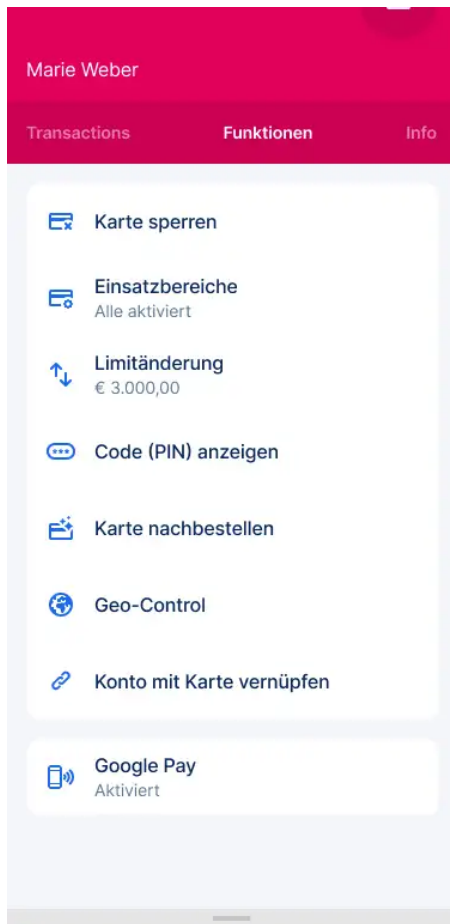 Marie Weber
Transactions Funktionen Info
Karte sperren
Einsatzbereiche
Alle aktiviert
Limitänderung
€ 3.000,00
Code (PIN) anzeigen
Karte nachbestellen
Geo-Control
Konto mit Karte vernüpfen
Google Pay
Aktiviert